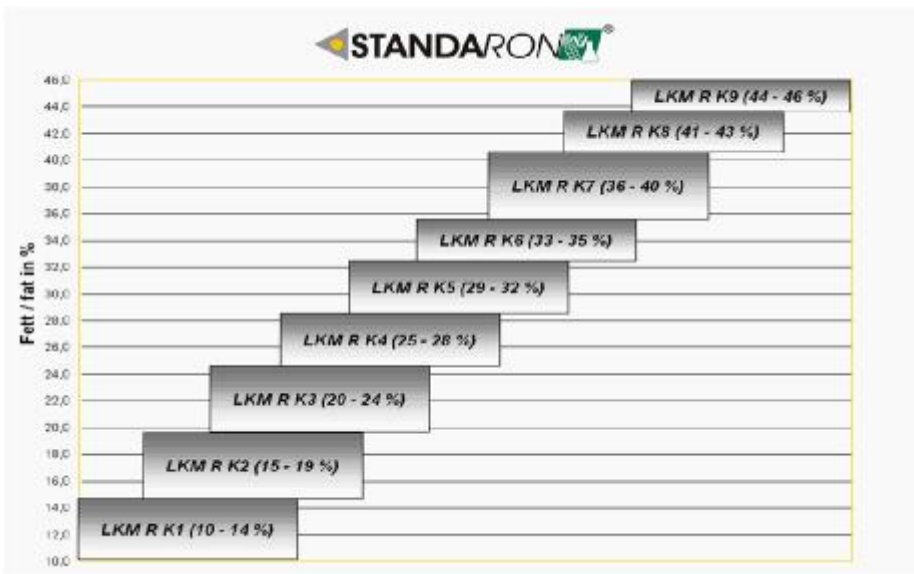 STANDARON®
46,0
LKM R K9 (44 - 46 %)
44,0
42,0
LKM R K8 (41 - 43 %)
40,0
38,0
LKM R K7 (36 - 40 %)
36,0
34,0
LKM R K6 (33 - 35 %)
32,0
30,0
LKM R K5 (29 - 32 %)
28,0
26,0
LKM R K4 (25 - 28 %)
24,0
22,0
LKM R K3 (20 - 24 %)
20,0
18,0
LKM R K2 (15 - 19 %)
16,0
14,0
LKM R K1 (10 - 14 %)
12,0
10,0
Fett / fat in %